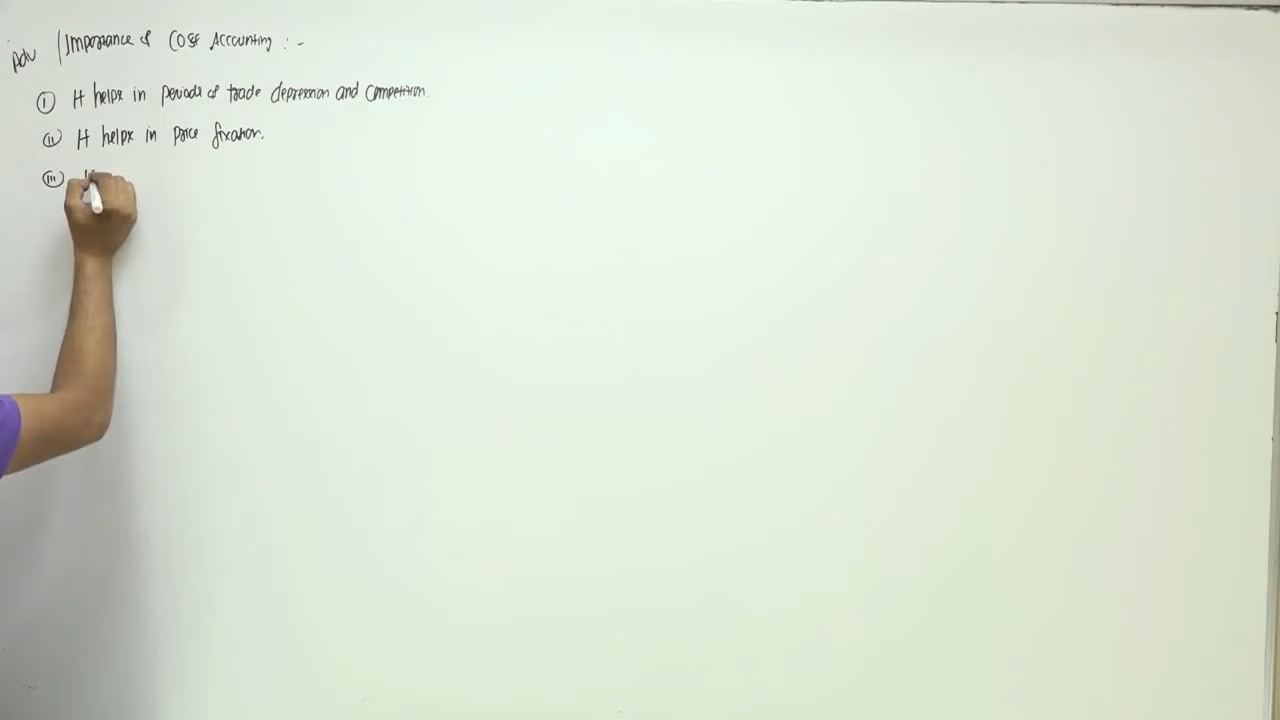 Adv / Importance of Cost Accounting :-
(i) It helps in periods of trade depression and competition.
(ii) It helps in price fixation.
(iii)